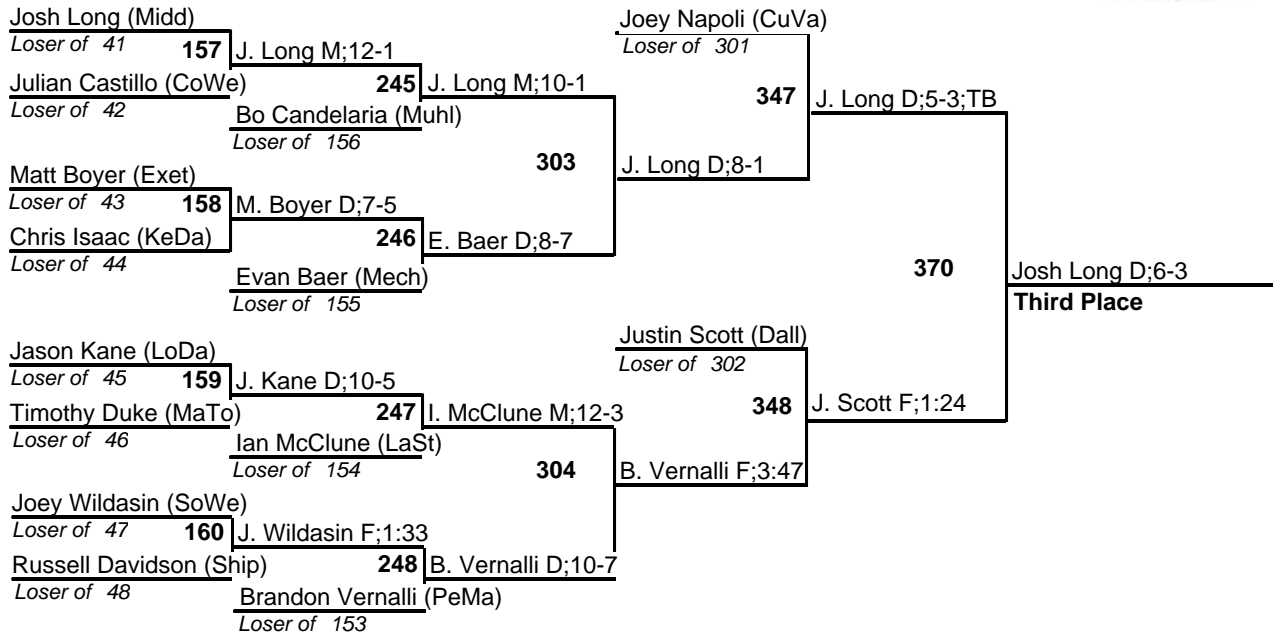 Josh Long (Midd)
Loser of 41
157
J. Long M;12-1
Julian Castillo (CoWe)
Loser of 42
245
J. Long M;10-1
Bo Candelaria (Muhl)
Loser of 156
Matt Boyer (Exet)
Loser of 43
158
M. Boyer D;7-5
Chris Isaac (KeDa)
Loser of 44
246
E. Baer D;8-7
Evan Baer (Mech)
Loser of 155
303
Joey Napoli (CuVa)
Loser of 301
347
J. Long D;5-3;TB
J. Long D;8-1
Jason Kane (LoDa)
Loser of 45
159
J. Kane D;10-5
Timothy Duke (MaTo)
Loser of 46
247
I. McClune M;12-3
Ian McClune (LaSt)
Loser of 154
Joey Wildasin (SoWe)
Loser of 47
160
J. Wildasin F;1:33
Russell Davidson (Ship)
Loser of 48
248
B. Vernalli D;10-7
Brandon Vernalli (PeMa)
Loser of 153
304
Justin Scott (Dall)
Loser of 302
348
J. Scott F;1:24
B. Vernalli F;3:47
370
Josh Long D;6-3
Third Place